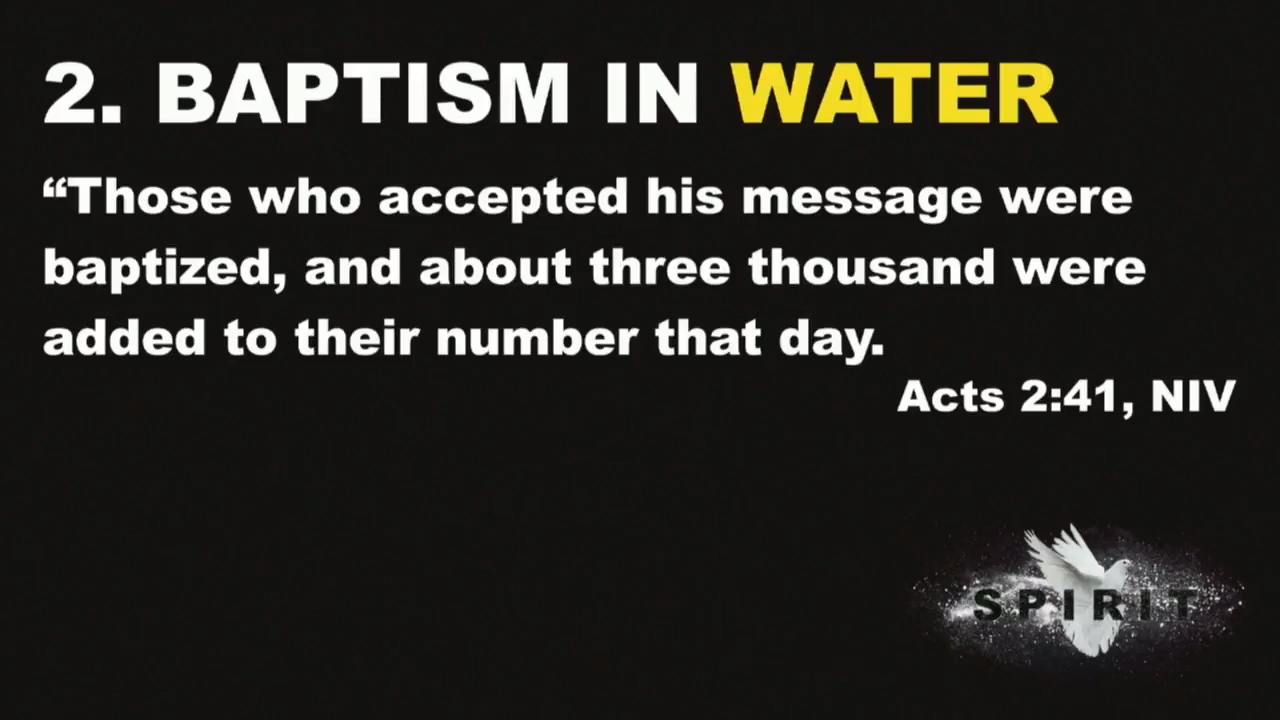 2. BAPTISM IN WATER
“Those who accepted his message were
baptized, and about three thousand were
added to their number that day.
Acts 2:41, NIV
SPIRIT